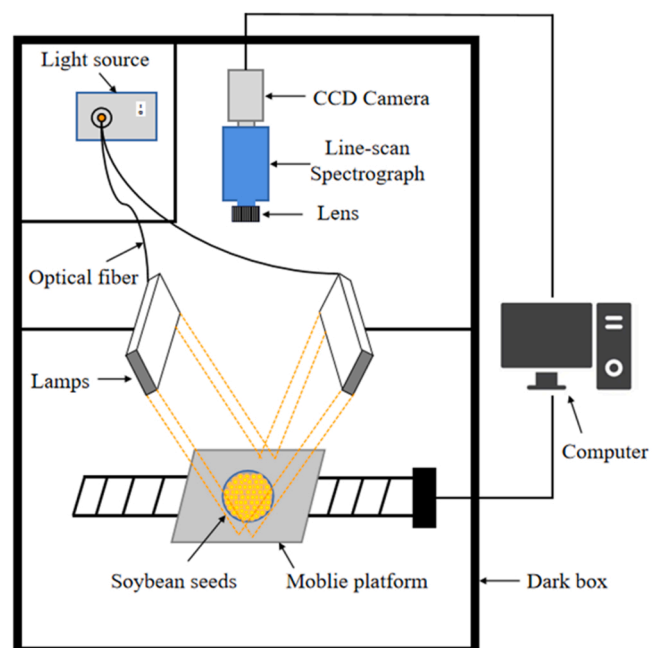 Light source
CCD Camera
Line-scan
Spectrograph
Lens
Optical fiber
Lamps
Computer
Soybean seeds
Moblie platform
Dark box